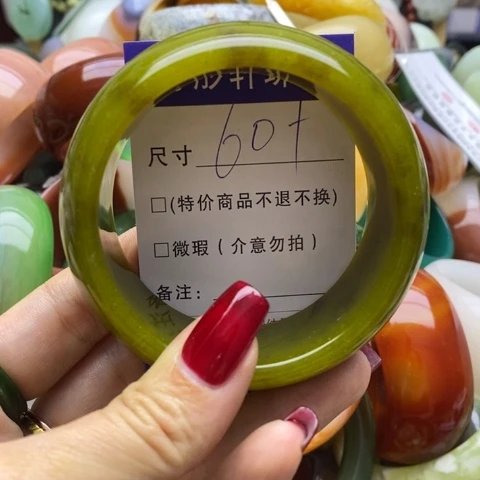 尺寸 60+
□(特价商品不退不换)
□微瑕(介意勿拍)
备注: